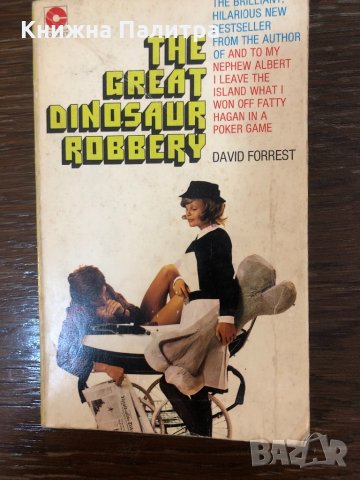 Книжна Палитра
THE BRILLIANT,
HILARIOUS NEW
BESTSELLER
FROM THE AUTHOR
OF AND TO MY
NEPHEW ALBERT
I LEAVE THE
ISLAND WHAT I
WON OFF FATTY
HAGAN IN A
POKER GAME
THE
GREAT
DINOSAUR
ROBBERY
DAVID FORREST
BAZAR
bg